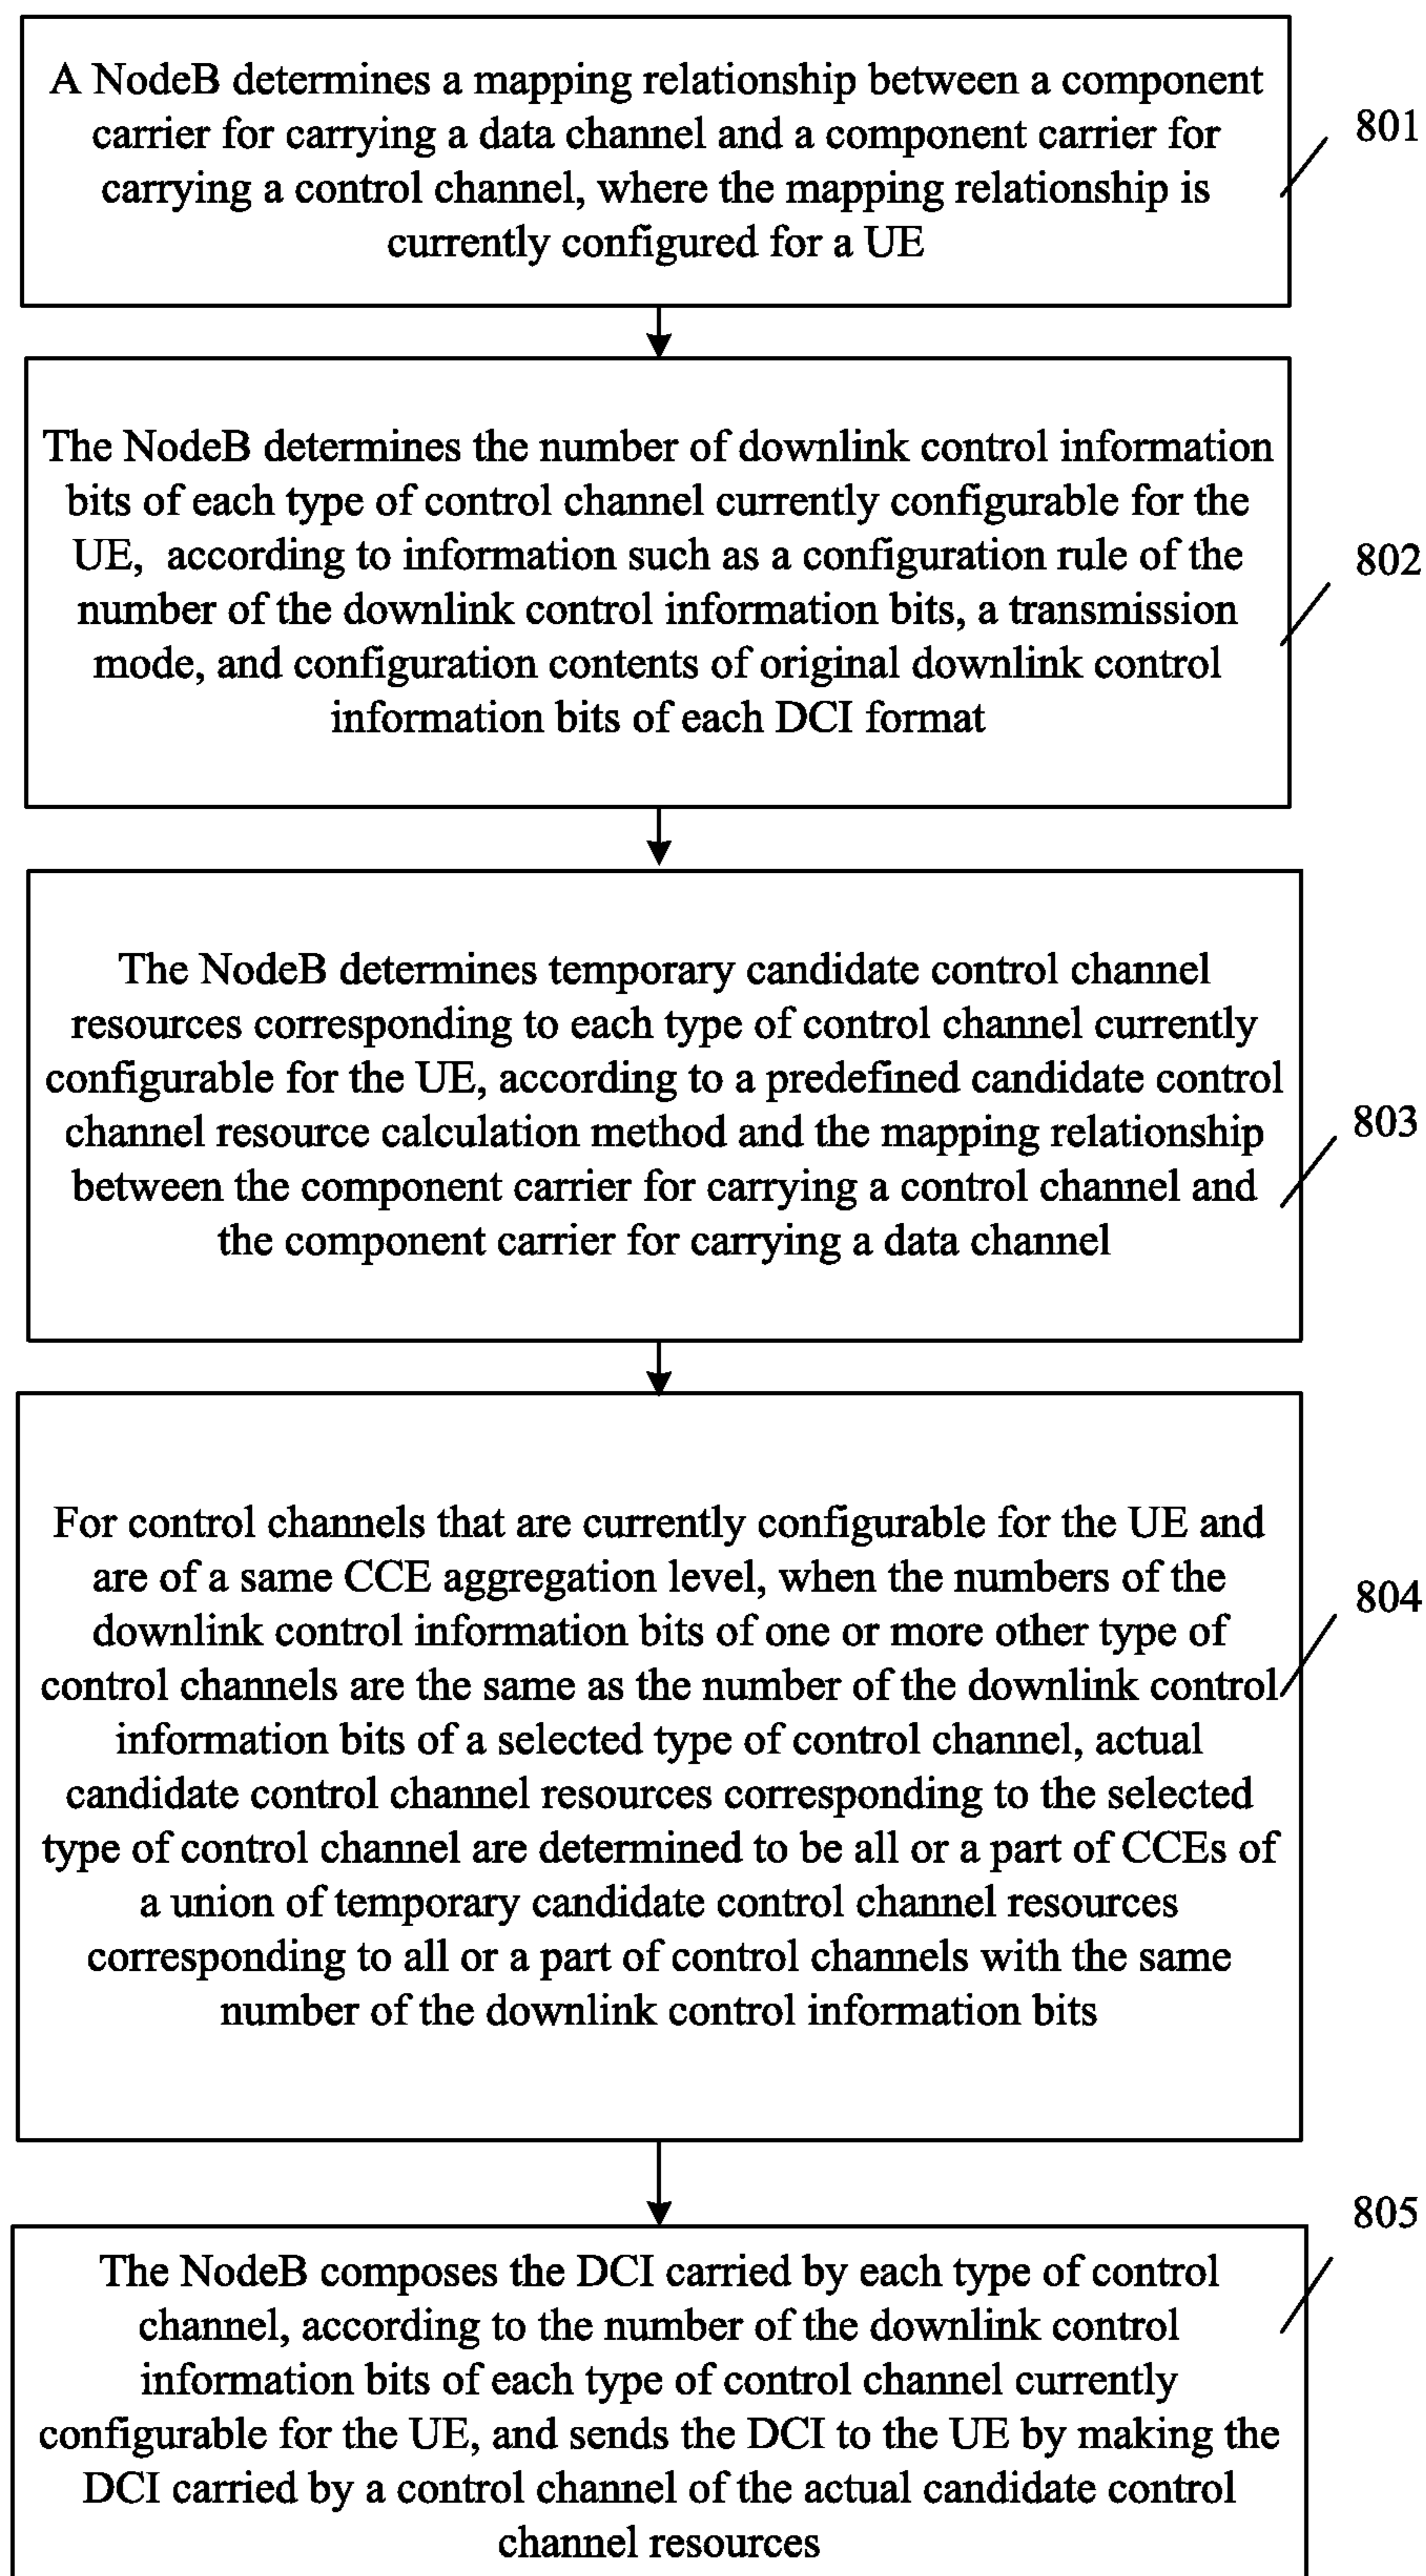 A NodeB determines a mapping relationship between a component
carrier for carrying a data channel and a component carrier for
carrying a control channel, where the mapping relationship is
currently configured for a UE
801
The NodeB determines the number of downlink control information
bits of each type of control channel currently configurable for the
UE, according to information such as a configuration rule of the
number of the downlink control information bits, a transmission
mode, and configuration contents of original downlink control
information bits of each DCI format
802
The NodeB determines temporary candidate control channel
resources corresponding to each type of control channel currently
configurable for the UE, according to a predefined candidate control
channel resource calculation method and the mapping relationship
between the component carrier for carrying a control channel and
the component carrier for carrying a data channel
803
For control channels that are currently configurable for the UE and
are of a same CCE aggregation level, when the numbers of the
downlink control information bits of one or more other type of
control channels are the same as the number of the downlink control
information bits of a selected type of control channel, actual
candidate control channel resources corresponding to the selected
type of control channel are determined to be all or a part of CCEs of
a union of temporary candidate control channel resources
corresponding to all or a part of control channels with the same
number of the downlink control information bits
804
The NodeB composes the DCI carried by each type of control
channel, according to the number of the downlink control
information bits of each type of control channel currently
configurable for the UE, and sends the DCI to the UE by making the
DCI carried by a control channel of the actual candidate control
channel resources
805